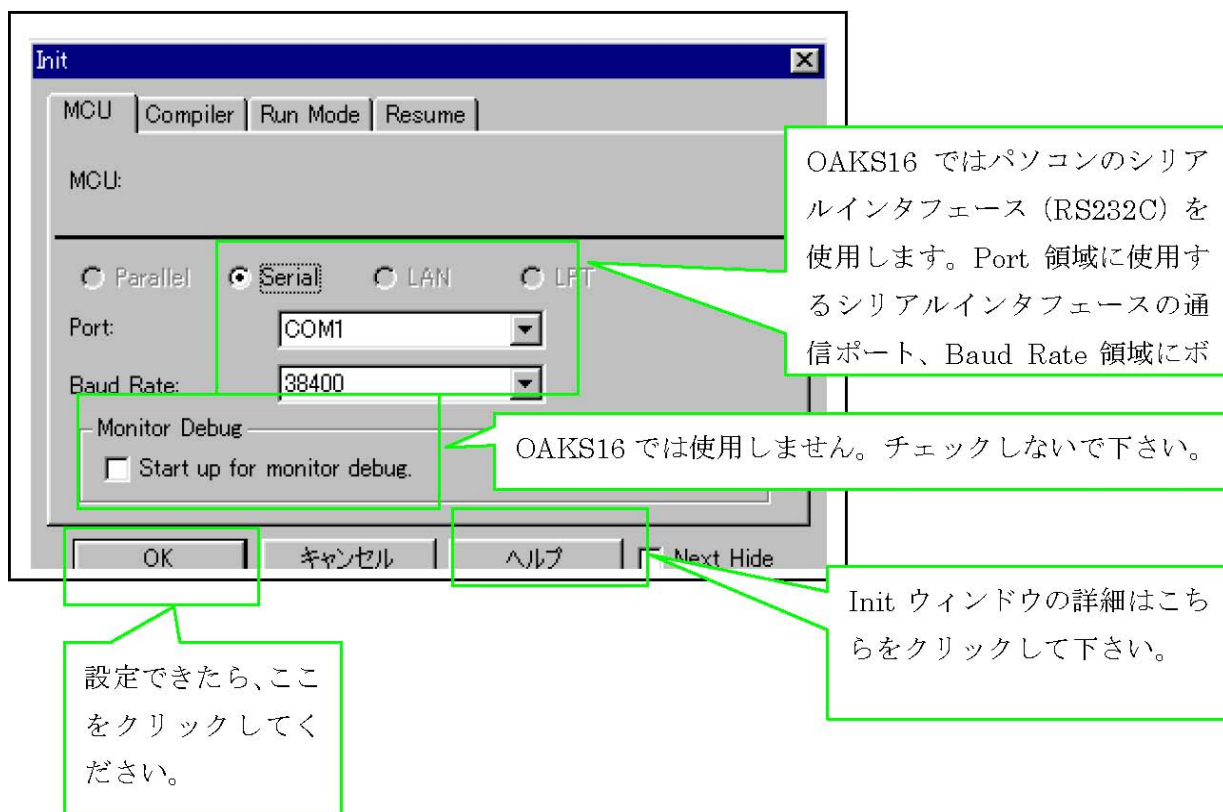 Init
MCU Compiler Run Mode Resume
MCU:
Parallel Serial LAN LPT
Port: COM1
Baud Rate: 38400
Monitor Debug
Start up for monitor debug.
OK キャンセル ヘルプ Next Hide
OAKS16 ではパソコンのシリア
ルインタフェース（RS232C）を
使用します。Port 領域に使用す
るシリアルインタフェースの通
信ポート、Baud Rate 領域にボ
OAKS16 では使用しません。チェックしないで下さい。
Init ウィンドウの詳細はこち
らをクリックして下さい。
設定できたら、ここ
をクリックしてく
ださい。